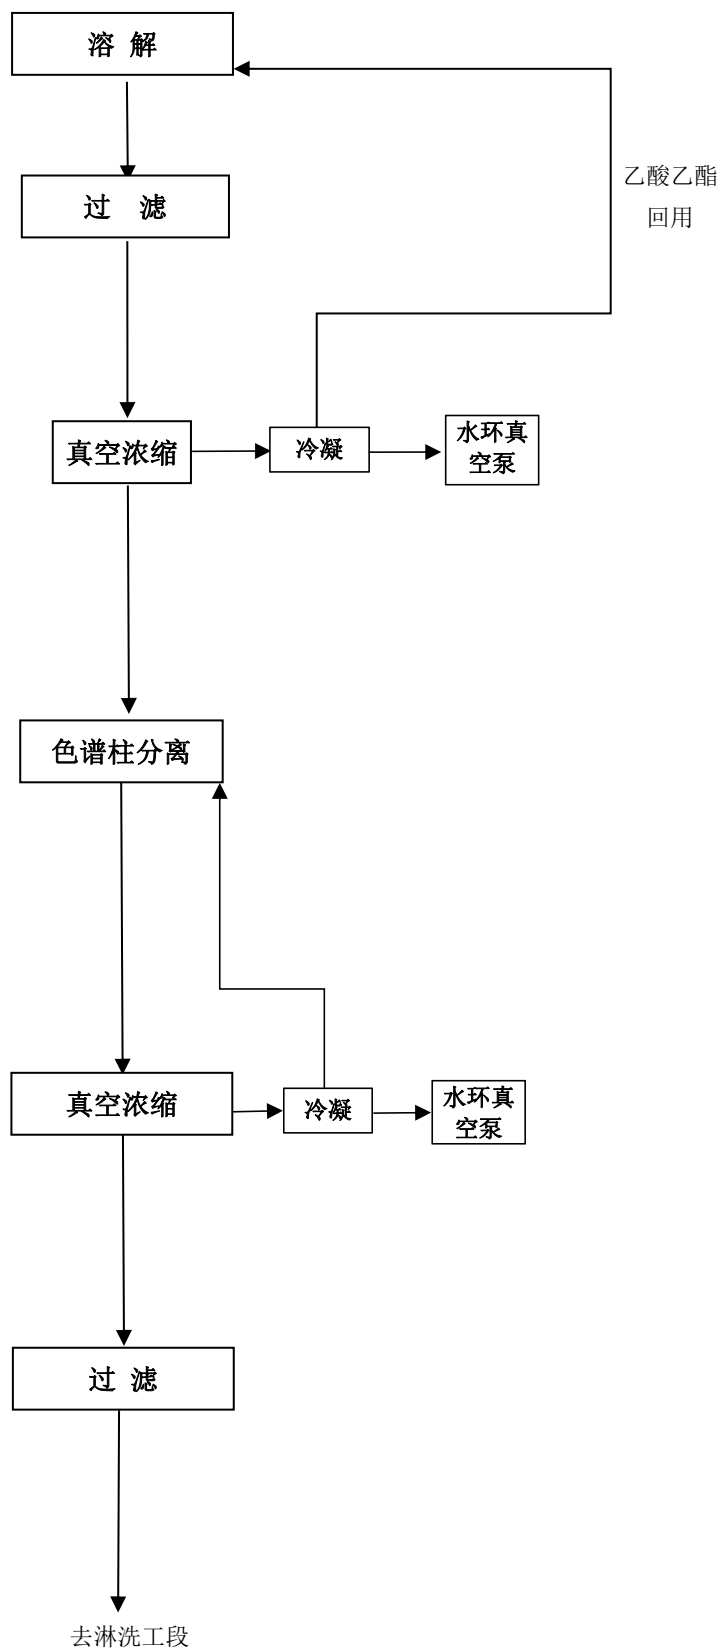 溶 解
乙酸乙酯
回用
过 滤
真空浓缩
冷凝
水环真
空泵
色谱柱分离
真空浓缩
冷凝
水环真
空泵
过 滤
去淋洗工段